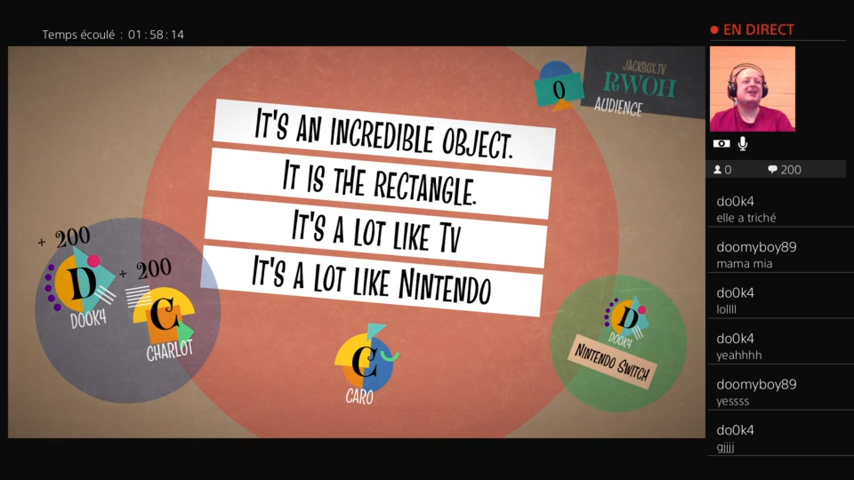 Temps écoulé : 01:58:14
EN DIRECT
JACKBOX.TV
RWOH
0
AUDIENCE
IT'S AN INCREDIBLE OBJECT.
IT IS THE RECTANGLE.
IT'S A LOT LIKE TV
IT'S A LOT LIKE NINTENDO
+ 200
D
DOOK4
+ 200
C
CHARLOT
C
CARO
D
DOOK4
NINTENDO SWITCH
0
200
do0k4
elle a triché
doomyboy89
mama mia
do0k4
lollll
do0k4
yeahhhh
doomyboy89
yessss
do0k4
gjjjj